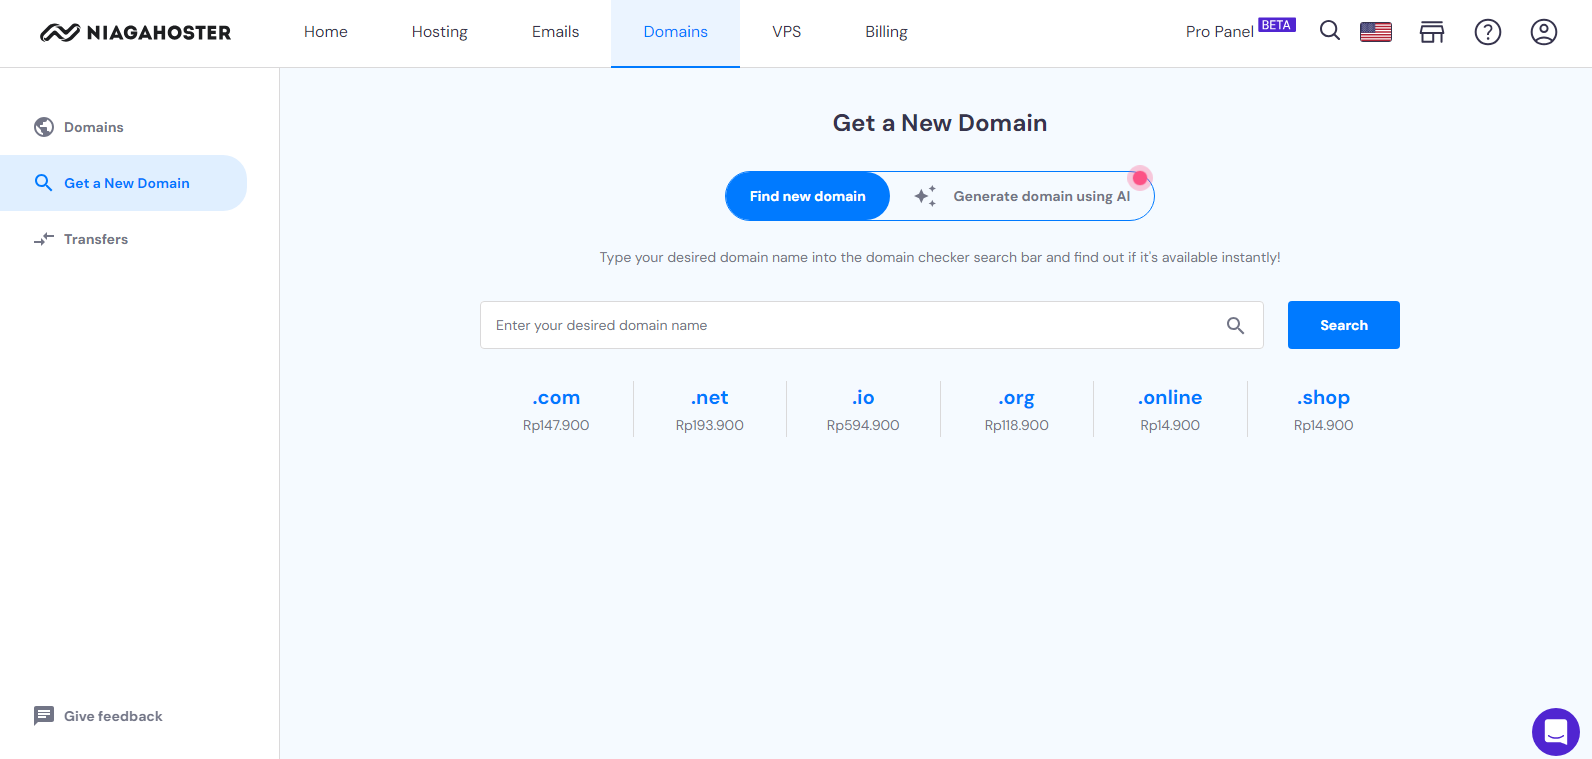 NIAGAHOSTER
Home
Hosting
Emails
Domains
VPS
Billing
Pro Panel BETA
Domains
Get a New Domain
Transfers
Give feedback
Get a New Domain
Find new domain
Generate domain using AI
Type your desired domain name into the domain checker search bar and find out if it's available instantly!
Enter your desired domain name
Search
.com
Rp147.900
.net
Rp193.900
.io
Rp594.900
.org
Rp118.900
.online
Rp14.900
.shop
Rp14.900